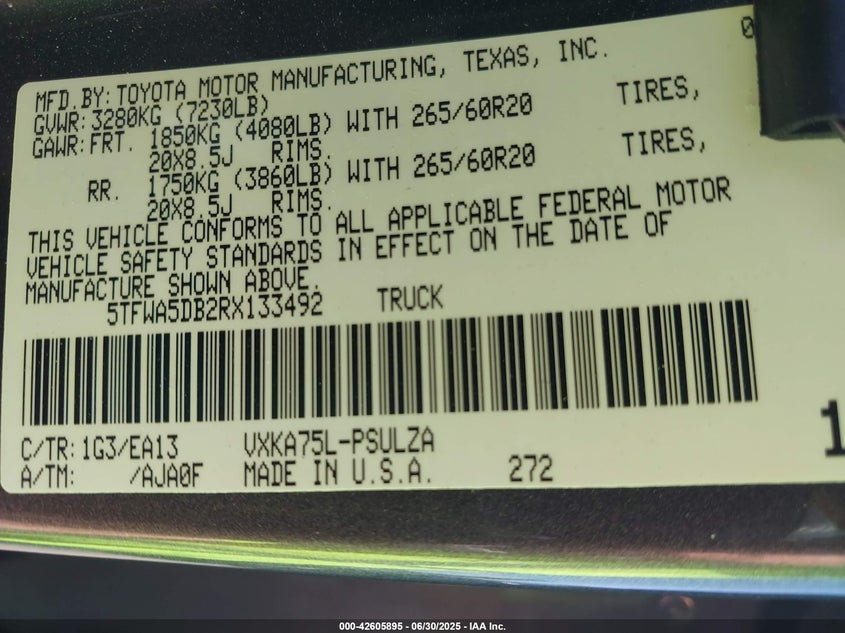 MFD.BY:TOYOTA MOTOR MANUFACTURING, TEXAS, INC.
GVWR:3280KG (7230LB)
GAWR:FRT. 1850KG (4080LB) WITH 265/60R20 TIRES,
20X8.5J RIMS.
RR. 1750KG (3860LB) WITH 265/60R20 TIRES,
20X8.5J RIMS.
THIS VEHICLE CONFORMS TO ALL APPLICABLE FEDERAL MOTOR
VEHICLE SAFETY STANDARDS IN EFFECT ON THE DATE OF
MANUFACTURE SHOWN ABOVE.
5TFWA5DB2RX133492 TRUCK
C/TR:1G3/EA13 VXKA75L-PSULZA
A/TM: /AJA0F MADE IN U.S.A. 272
000-42605895 - 06/30/2025 - IAA Inc.